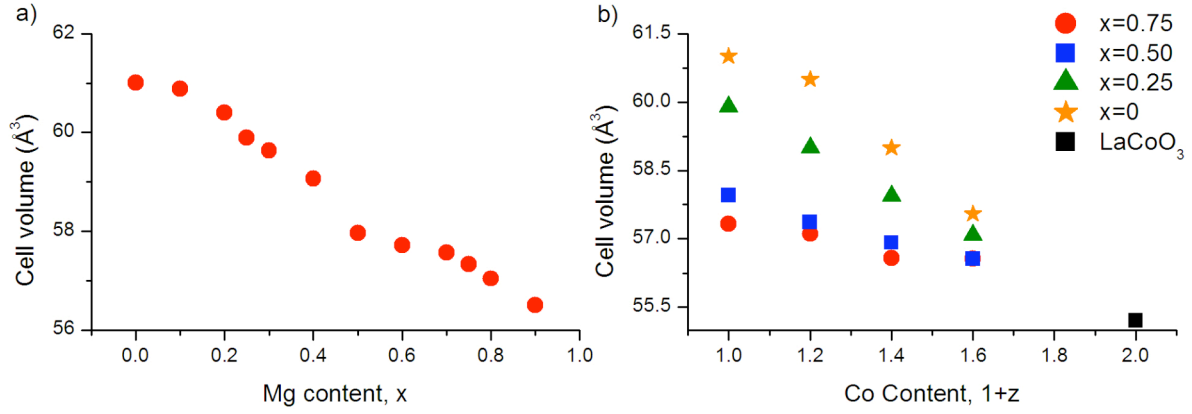 a)
62
60
58
56
Cell volume (Å³)
0.0 0.2 0.4 0.6 0.8 1.0
Mg content, x
b)
61.5
60.0
58.5
57.0
55.5
Cell volume (Å³)
1.0 1.2 1.4 1.6 1.8 2.0
Co Content, 1+z
x=0.75
x=0.50
x=0.25
x=0
LaCoO₃